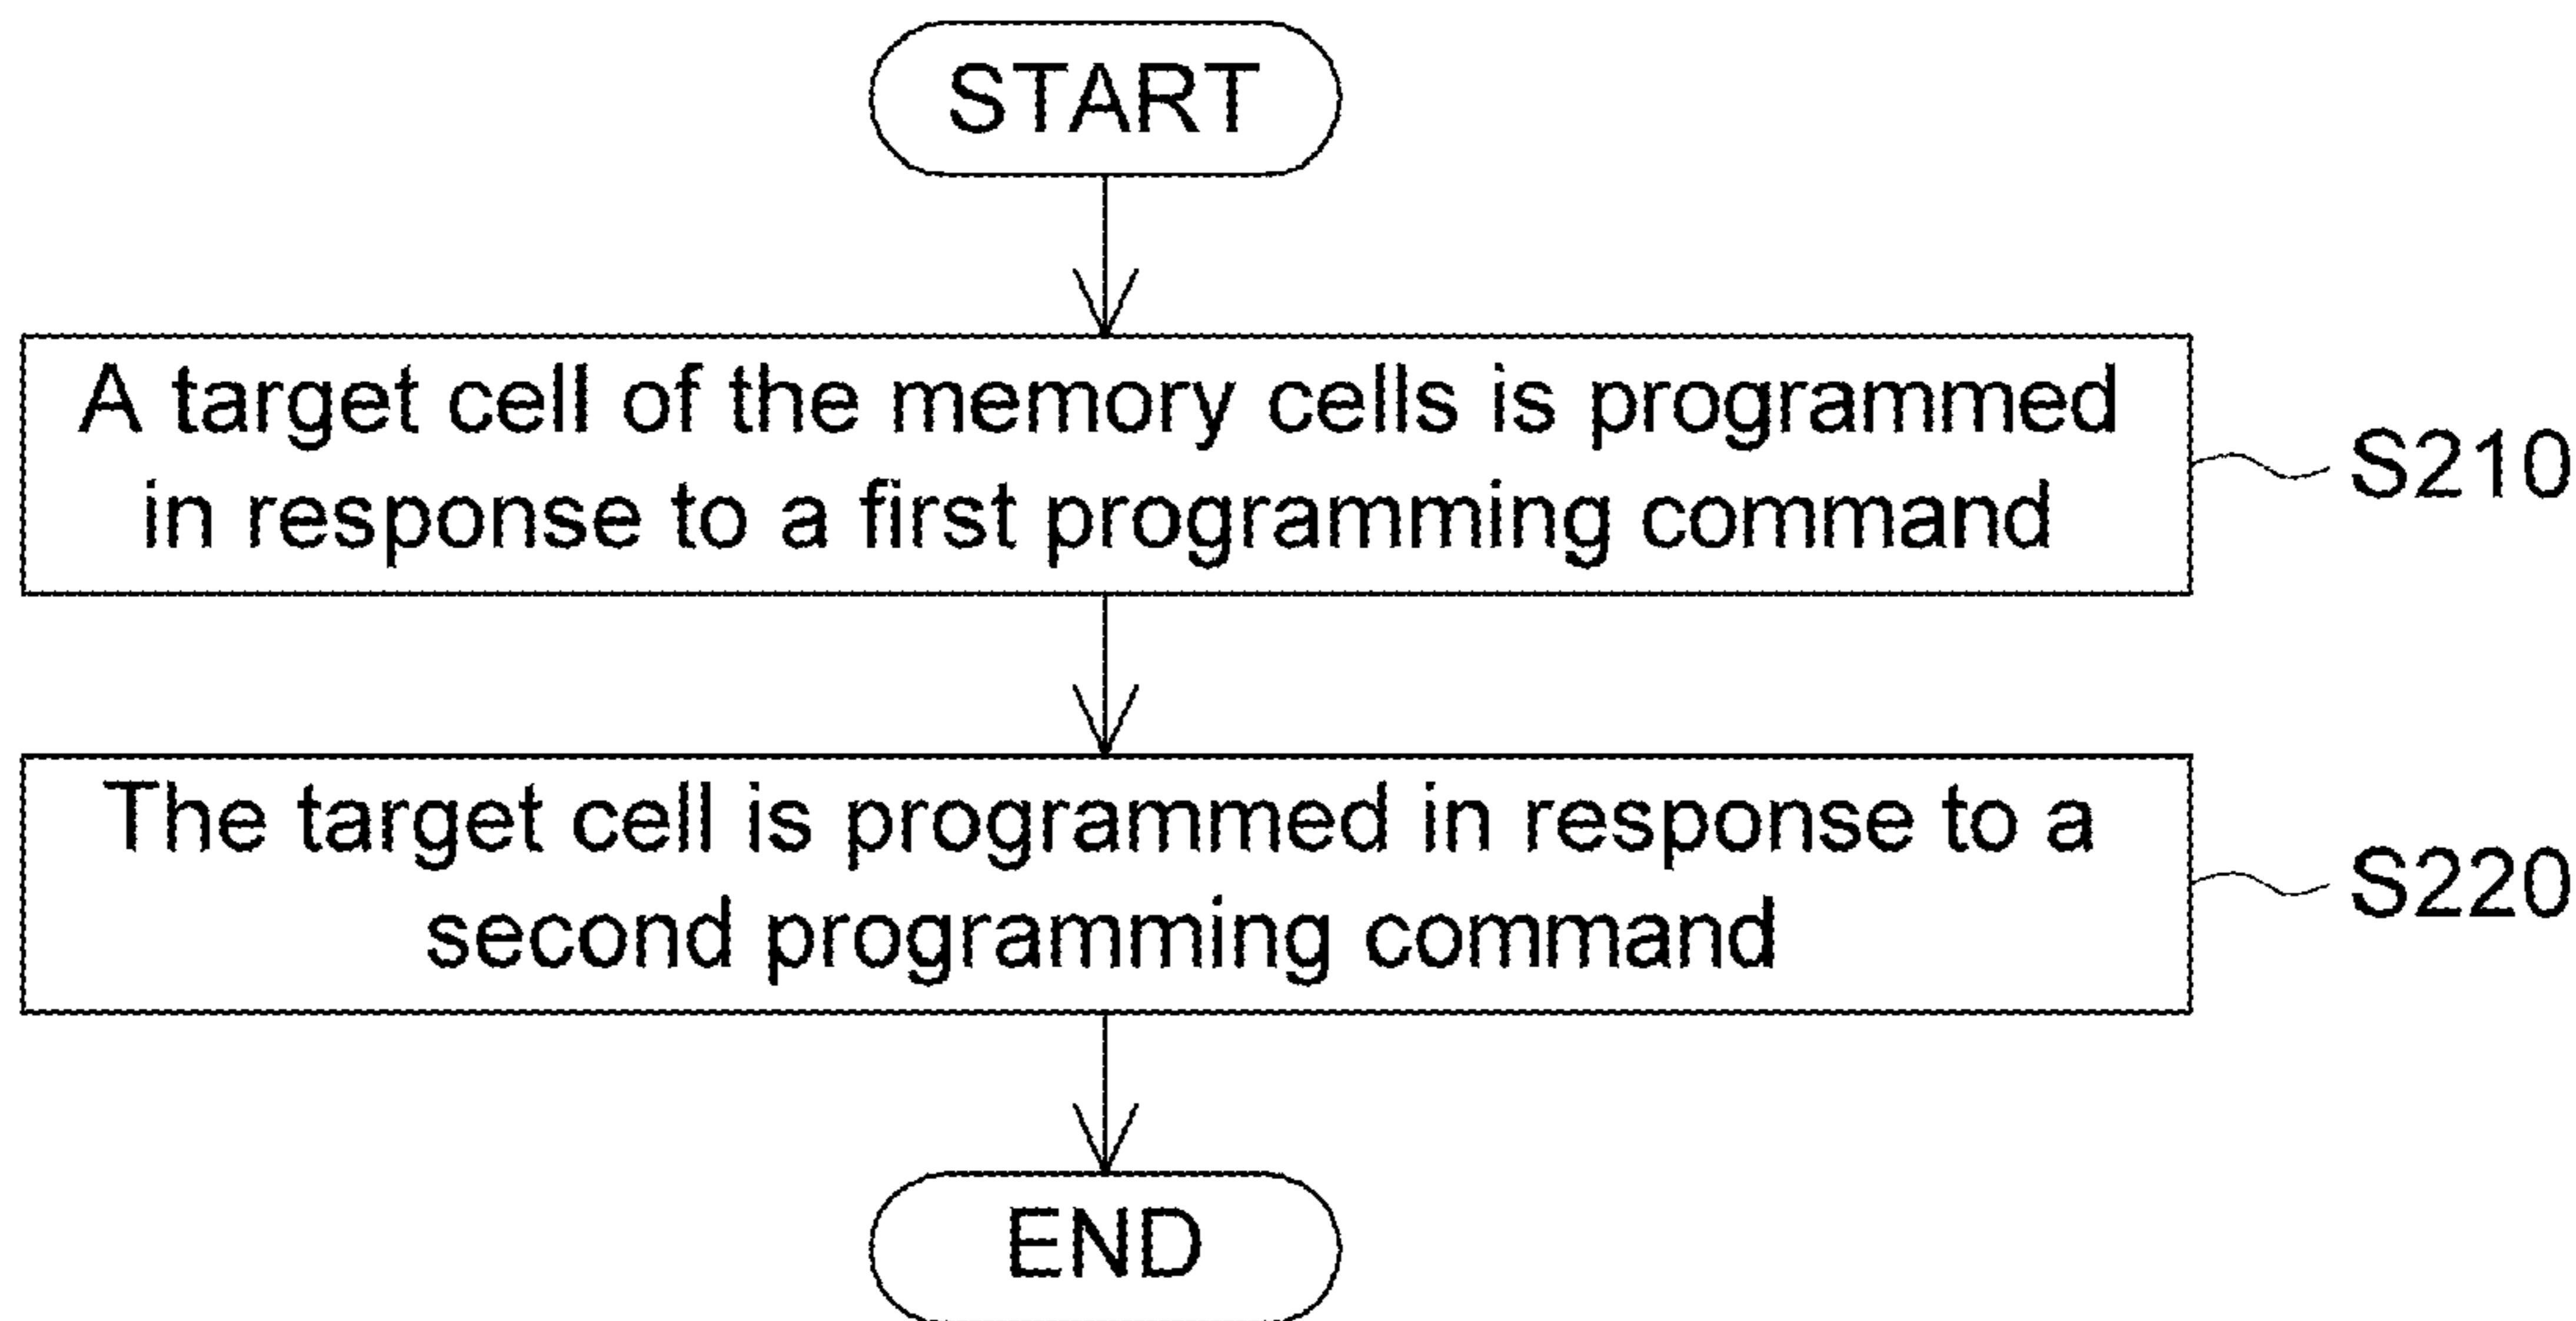 START
A target cell of the memory cells is programmed
in response to a first programming command
S210
The target cell is programmed in response to a
second programming command
S220
END